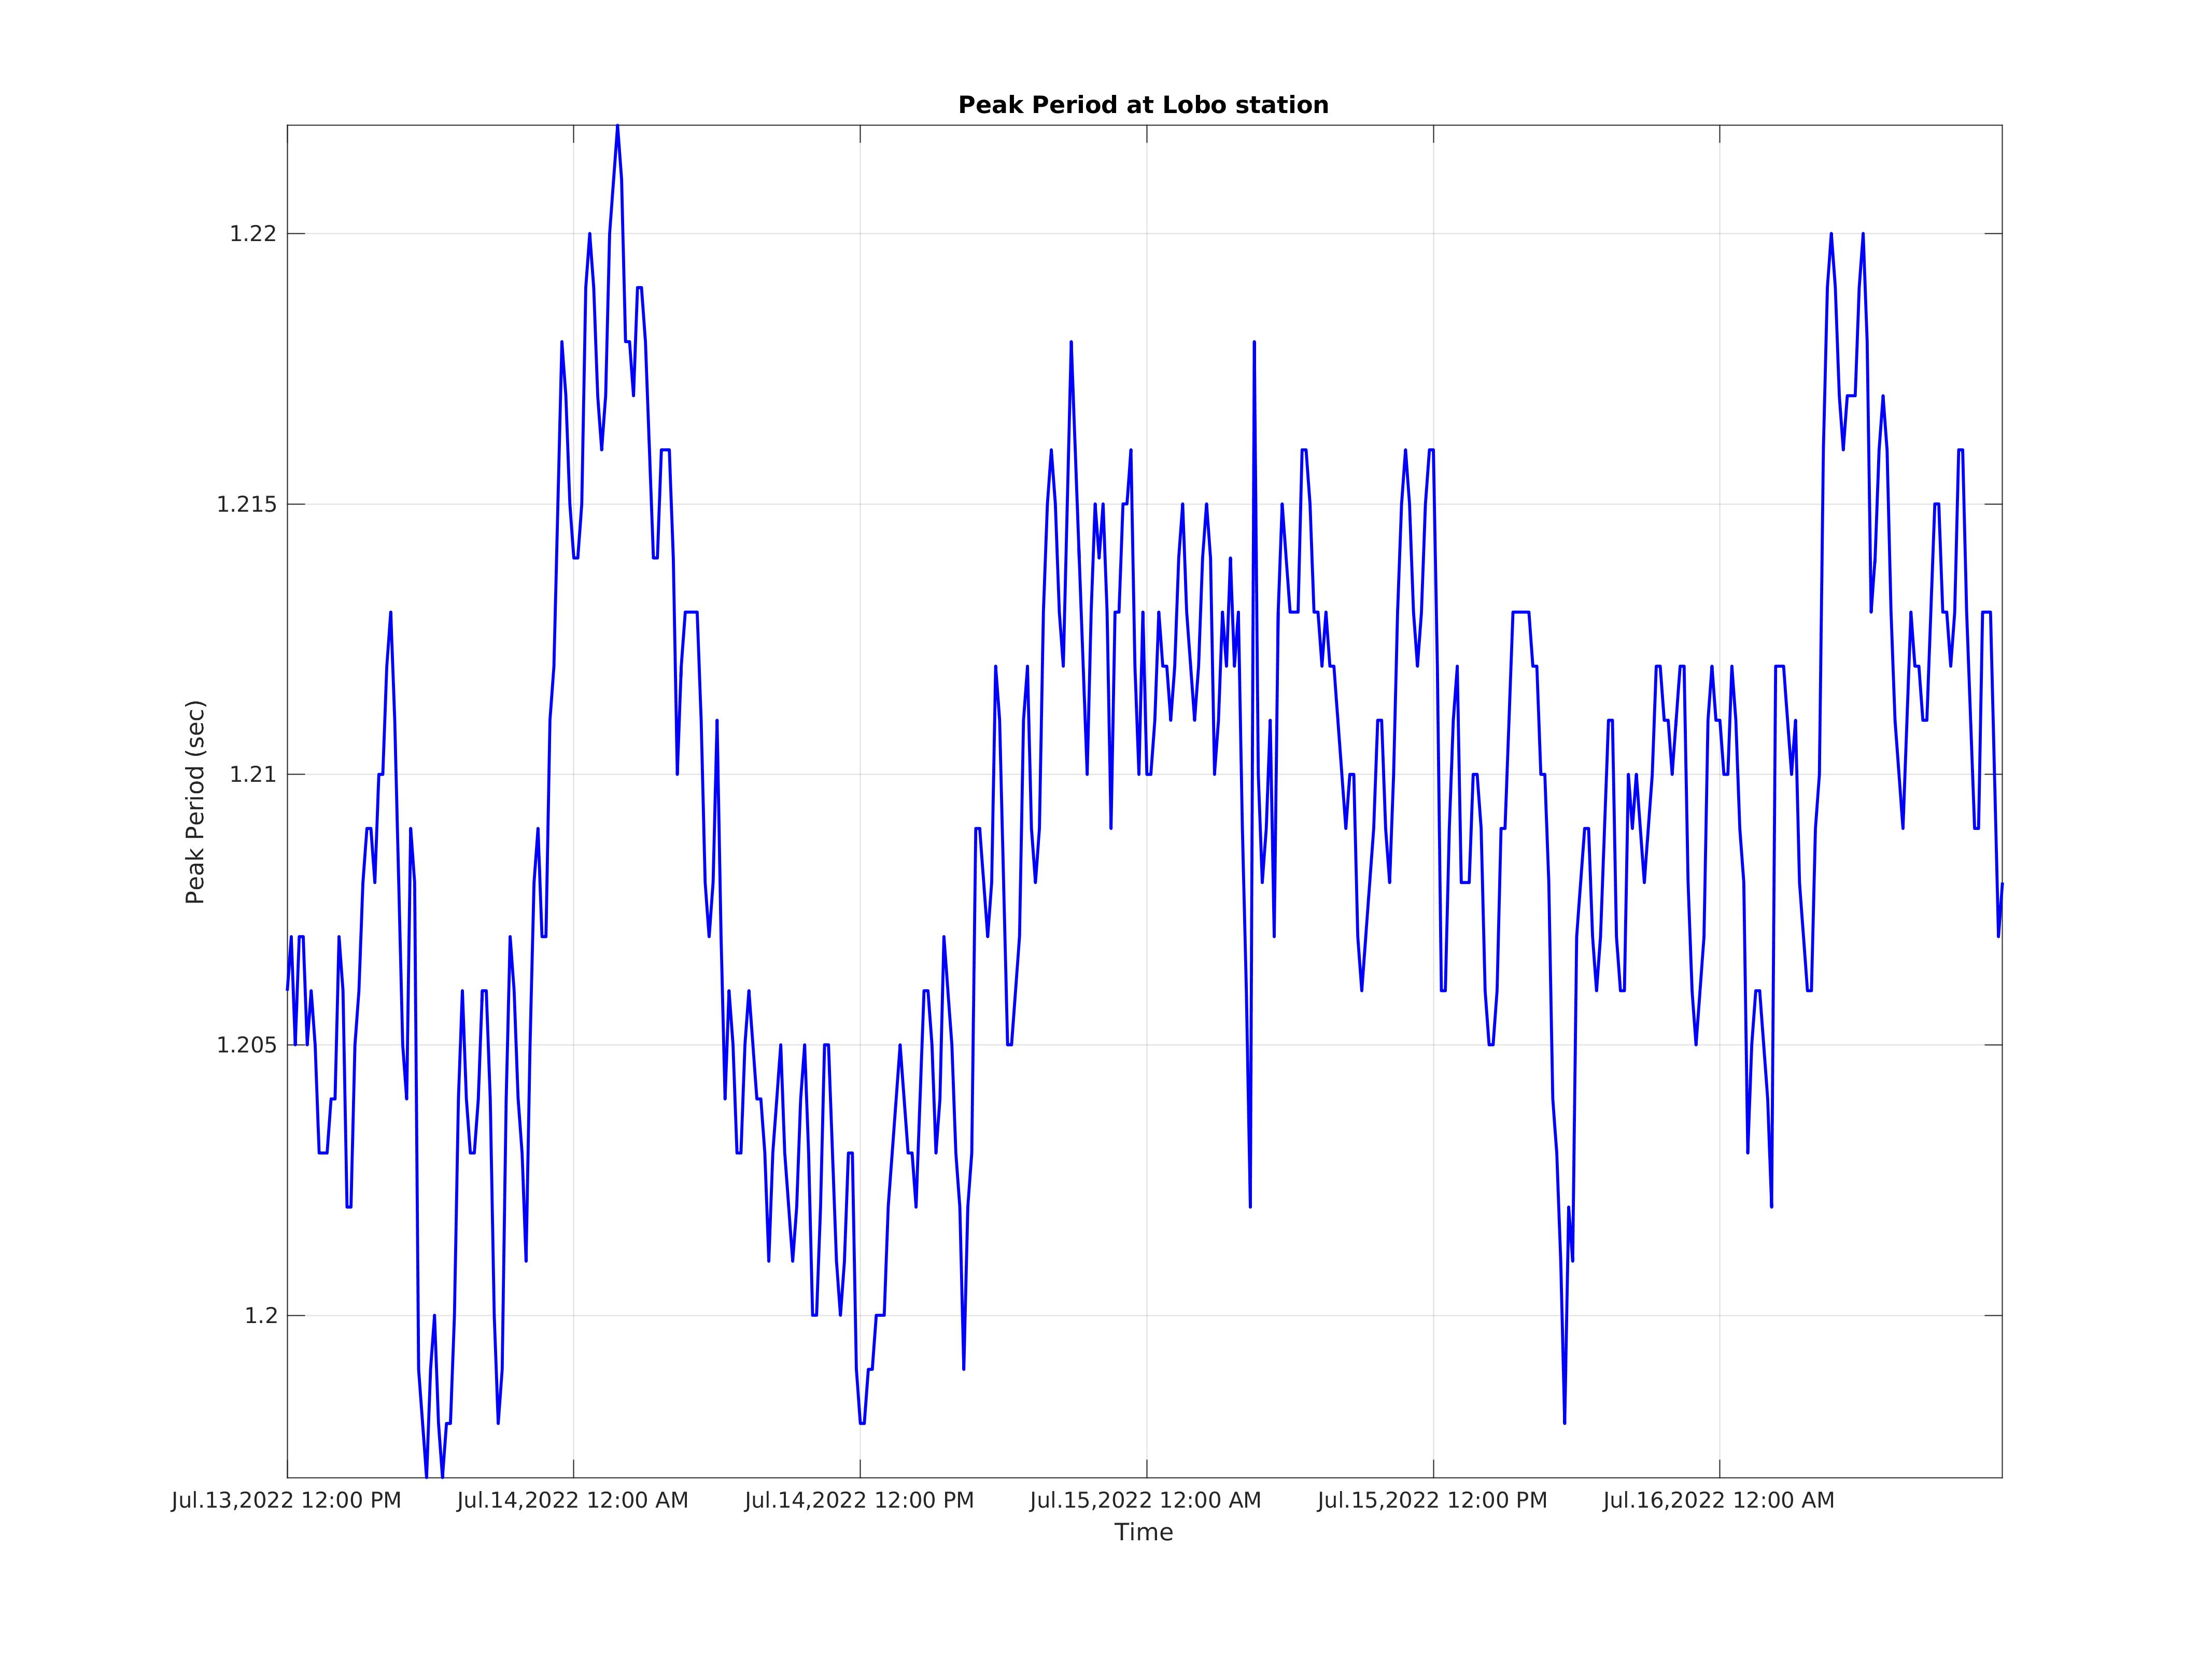 Peak Period at Lobo station
1.22
1.215
1.21
1.205
1.2
Peak Period (sec)
Jul.13,2022 12:00 PM
Jul.14,2022 12:00 AM
Jul.14,2022 12:00 PM
Jul.15,2022 12:00 AM
Jul.15,2022 12:00 PM
Jul.16,2022 12:00 AM
Time